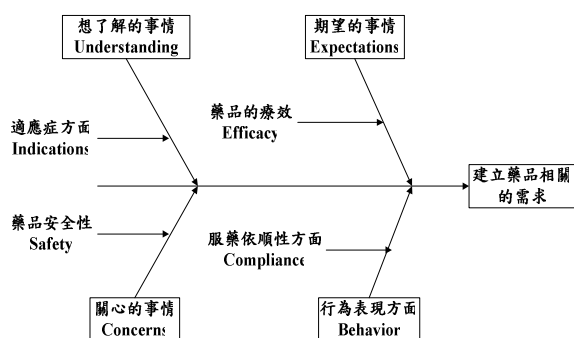 想了解的事情
Understanding
期望的事情
Expectations
適應症方面
Indications
藥品的療效
Efficacy
建立藥品相關
的需求
藥品安全性
Safety
服藥依順性方面
Compliance
關心的事情
Concerns
行為表現方面
Behavior